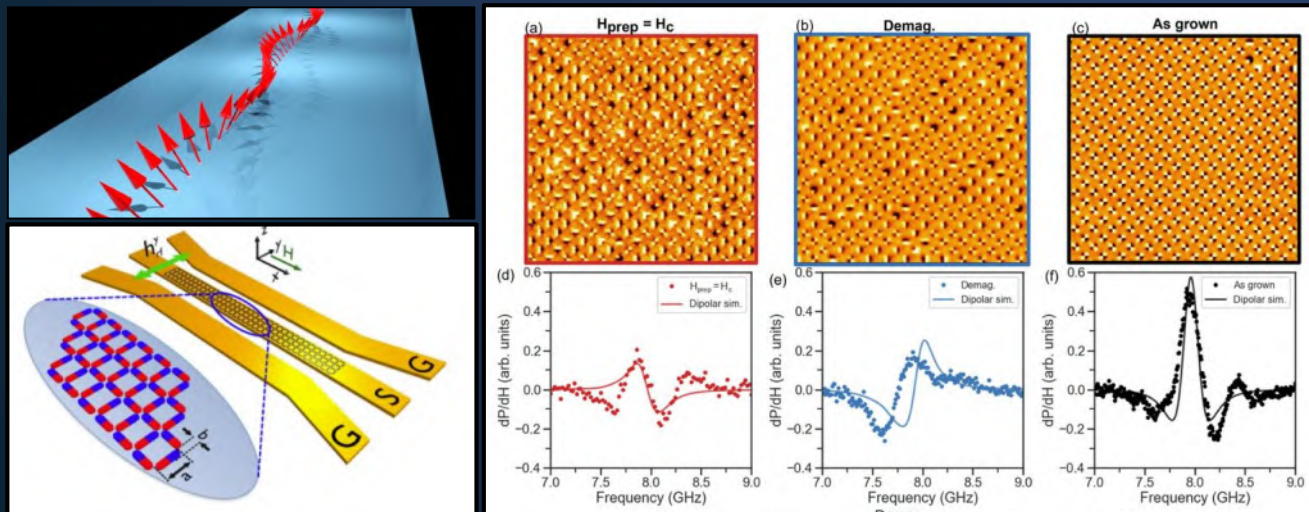 h
H
z
y
x
G
S
G
d
a
(a)
H_prep = H_c
(b)
Demag.
(c)
As grown
(d)
0.6
0.4
0.2
0.0
−0.2
−0.4
dP/dH (arb. units)
H_prep = H_c
Dipolar sim.
7.0 7.5 8.0 8.5 9.0
Frequency (GHz)
(e)
0.6
0.4
0.2
0.0
−0.2
−0.4
dP/dH (arb. units)
Demag.
Dipolar sim.
7.0 7.5 8.0 8.5 9.0
Frequency (GHz)
(f)
0.6
0.4
0.2
0.0
−0.2
−0.4
dP/dH (arb. units)
As grown
Dipolar sim.
7.0 7.5 8.0 8.5 9.0
Frequency (GHz)